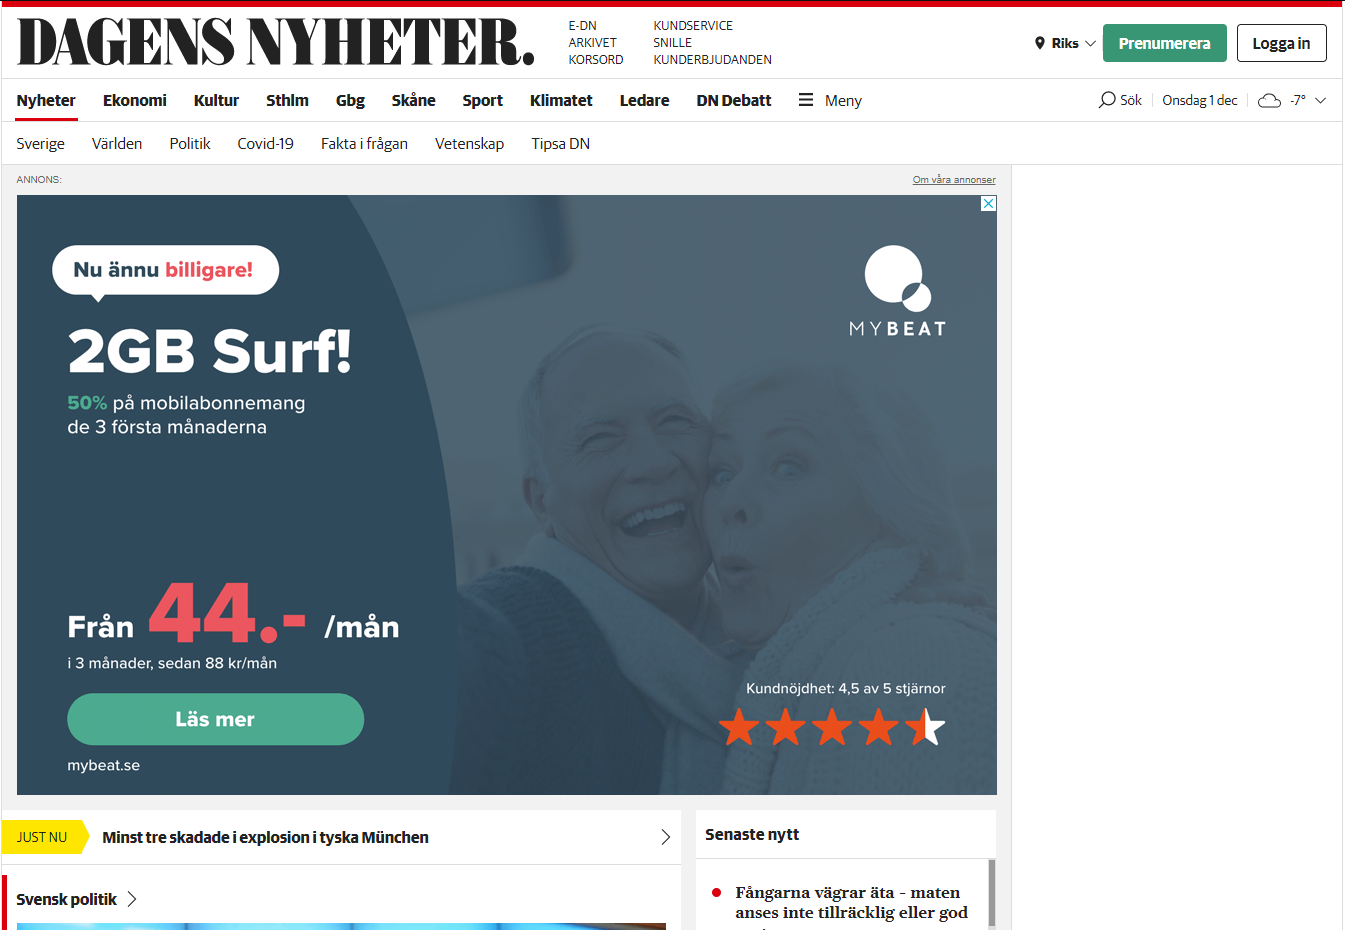 DAGENS NYHETER.
E-DN
ARKIVET
KORSORD
KUNDSERVICE
SNILLE
KUNDERBJUDANDEN
Riks
Prenumerera
Logga in
Nyheter Ekonomi Kultur Sthlm Gbg Skåne Sport Klimatet Ledare DN Debatt Meny
Sök Onsdag 1 dec -7°
Sverige Världen Politik Covid-19 Fakta i frågan Vetenskap Tipsa DN
ANNONS:
Om våra annonser
Nu ännu billigare!
2GB Surf!
50% på mobilabonnemang
de 3 första månaderna
MYBEAT
Från 44.- /mån
i 3 månader, sedan 88 kr/mån
Läs mer
mybeat.se
Kundnöjdhet: 4,5 av 5 stjärnor
JUST NU Minst tre skadade i explosion i tyska München
Svensk politik
Senaste nytt
Fångarna vägrar äta – maten
anses inte tillräcklig eller god